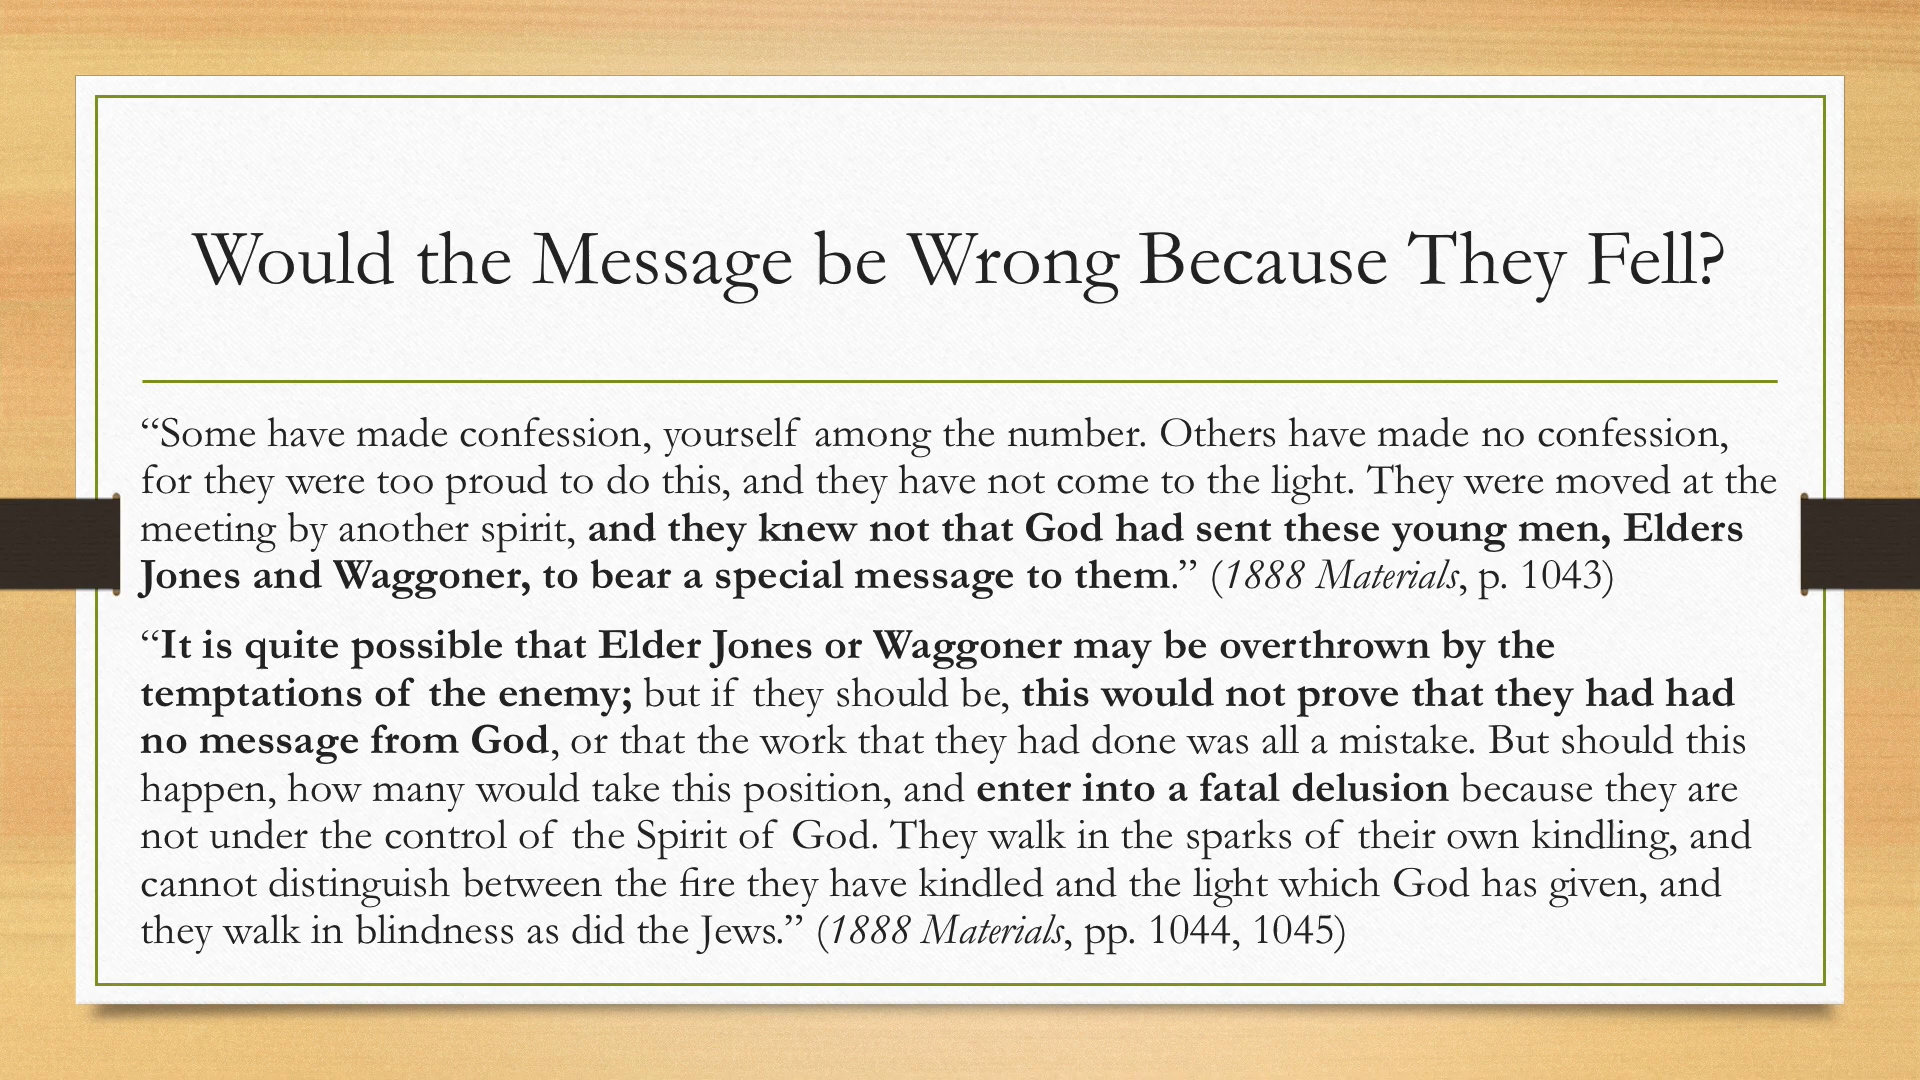 Would the Message be Wrong Because They Fell?
“Some have made confession, yourself among the number. Others have made no confession,
for they were too proud to do this, and they have not come to the light. They were moved at the
meeting by another spirit, and they knew not that God had sent these young men, Elders
Jones and Waggoner, to bear a special message to them.” (1888 Materials, p. 1043)
“It is quite possible that Elder Jones or Waggoner may be overthrown by the
temptations of the enemy; but if they should be, this would not prove that they had had
no message from God, or that the work that they had done was all a mistake. But should this
happen, how many would take this position, and enter into a fatal delusion because they are
not under the control of the Spirit of God. They walk in the sparks of their own kindling, and
cannot distinguish between the fire they have kindled and the light which God has given, and
they walk in blindness as did the Jews.” (1888 Materials, pp. 1044, 1045)